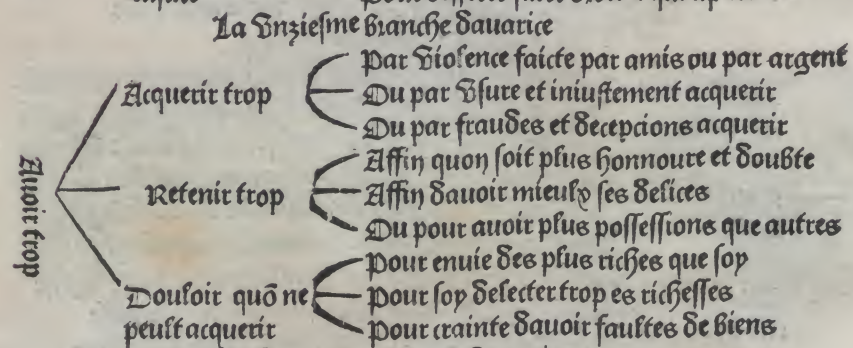 La Vnziesme branche dauarice
Auoir trop
Acquerir trop
Par violence faicte par amis ou par argent
Ou par vsure et iniustement acquerir
Ou par fraudes et decepcions acquerir
Retenir trop
Affin quon soit plus honnoure et doubte
Affin dauoir mieulx ses delices
Ou pour auoir plus possessions que autres
Douloir quō ne
peult acquerir
Pour enuie des plus riches que soy
Pour soy delecter trop es richesses
Pour crainte dauoir faultes de biens